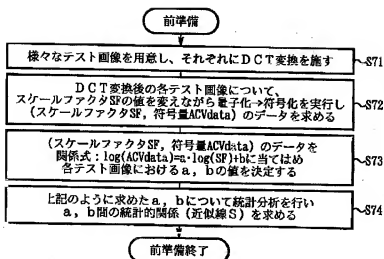 前準備
様々なテスト画像を用意し、それぞれにDCT変換を施す
S71
DCT変換後の各テスト画像について、
スケールファクタSFの値を変えながら量子化→符号化を実行し
(スケールファクタSF, 符号量ACVdata) のデータを求める
S72
(スケールファクタSF, 符号量ACVdata) のデータを
関係式:log(ACVdata)=a・log(SF)+bに当てはめ
各テスト画像におけるa, bの値を決定する
S73
上記のように求めたa, bについて統計分析を行い
a, b間の統計的関係 (近似線S) を求める
S74
前準備終了